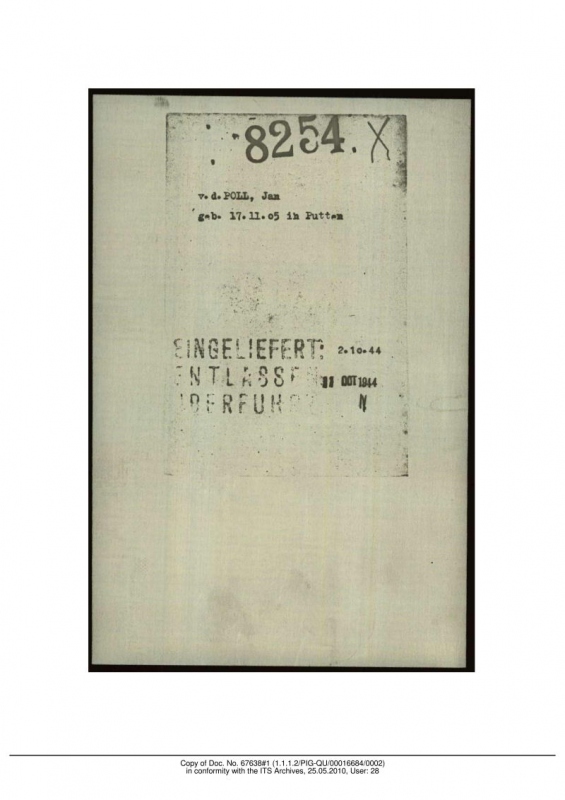 8254. X
v.d.POLL, Jan
geb. 17.11.05 in Putten
EINGELIEFERT: 2.10.44
ENTLASSEN 11 OCT 1944
UBERFUHRT N
Copy of Doc. No. 67638#1 (1.1.1.2/PIG-QU/00016684/0002)
in conformity with the ITS Archives, 25.05.2010, User: 28